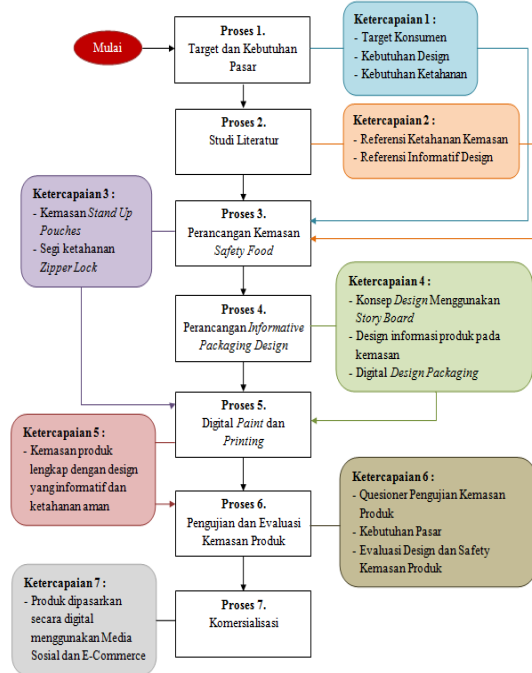 Mulai
Proses 1.
Target dan Kebutuhan
Pasar
Ketercapaian 1 :
- Target Konsumen
- Kebutuhan Design
- Kebutuhan Ketahanan
Proses 2.
Studi Literatur
Ketercapaian 2 :
- Referensi Ketahanan Kemasan
- Referensi Informatif Design
Ketercapaian 3 :
- Kemasan Stand Up
Pouches
- Segi ketahanan
Zipper Lock
Proses 3.
Perancangan Kemasan
Safety Food
Proses 4.
Perancangan Informative
Packaging Design
Ketercapaian 4 :
- Konsep Design Menggunakan
Story Board
- Design informasi produk pada
kemasan
- Digital Design Packaging
Proses 5.
Digital Paint dan
Printing
Ketercapaian 5 :
- Kemasan produk
lengkap dengan design
yang informatif dan
ketahanan aman
Proses 6.
Pengujian dan Evaluasi
Kemasan Produk
Ketercapaian 6 :
- Quesioner Pengujian Kemasan
Produk
- Kebutuhan Pasar
- Evaluasi Design dan Safety
Kemasan Produk
Ketercapaian 7 :
- Produk dipasarkan
secara digital
menggunakan Media
Sosial dan E-Commerce
Proses 7.
Komersialisasi